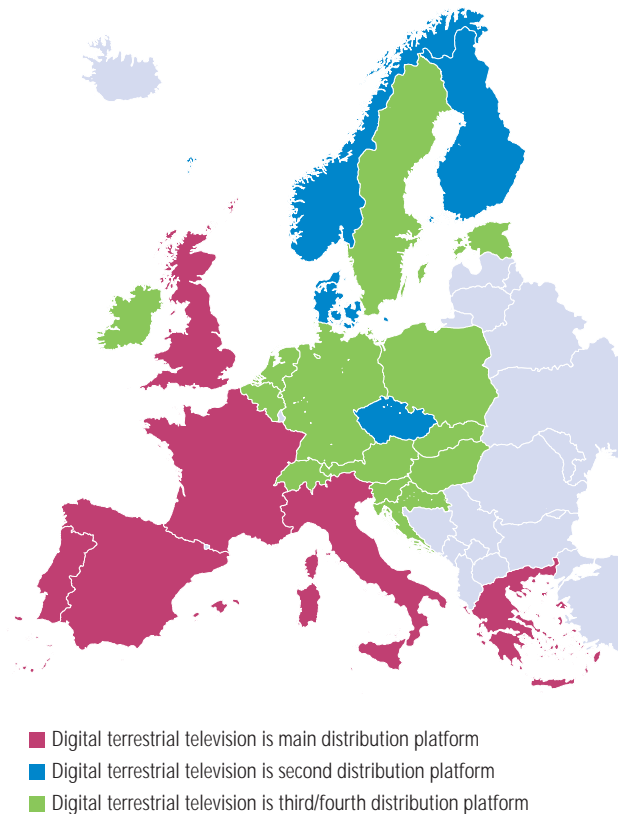 Digital terrestrial television is main distribution platform
Digital terrestrial television is second distribution platform
Digital terrestrial television is third/fourth distribution platform